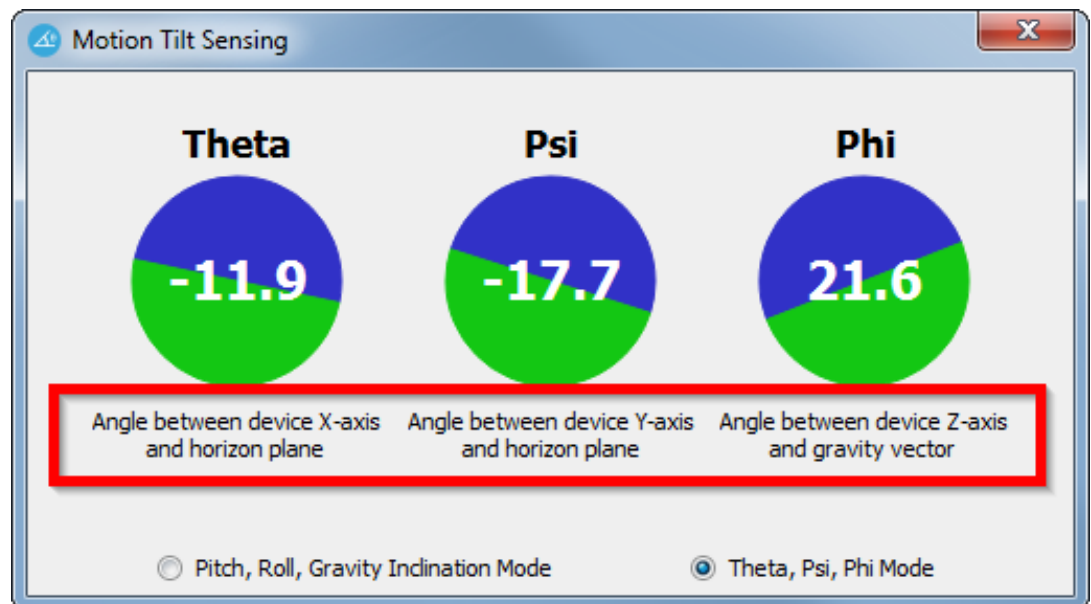 Motion Tilt Sensing
X
Theta Psi Phi
-11.9 -17.7 21.6
Angle between device X-axis
and horizon plane
Angle between device Y-axis
and horizon plane
Angle between device Z-axis
and gravity vector
Pitch, Roll, Gravity Inclination Mode
Theta, Psi, Phi Mode